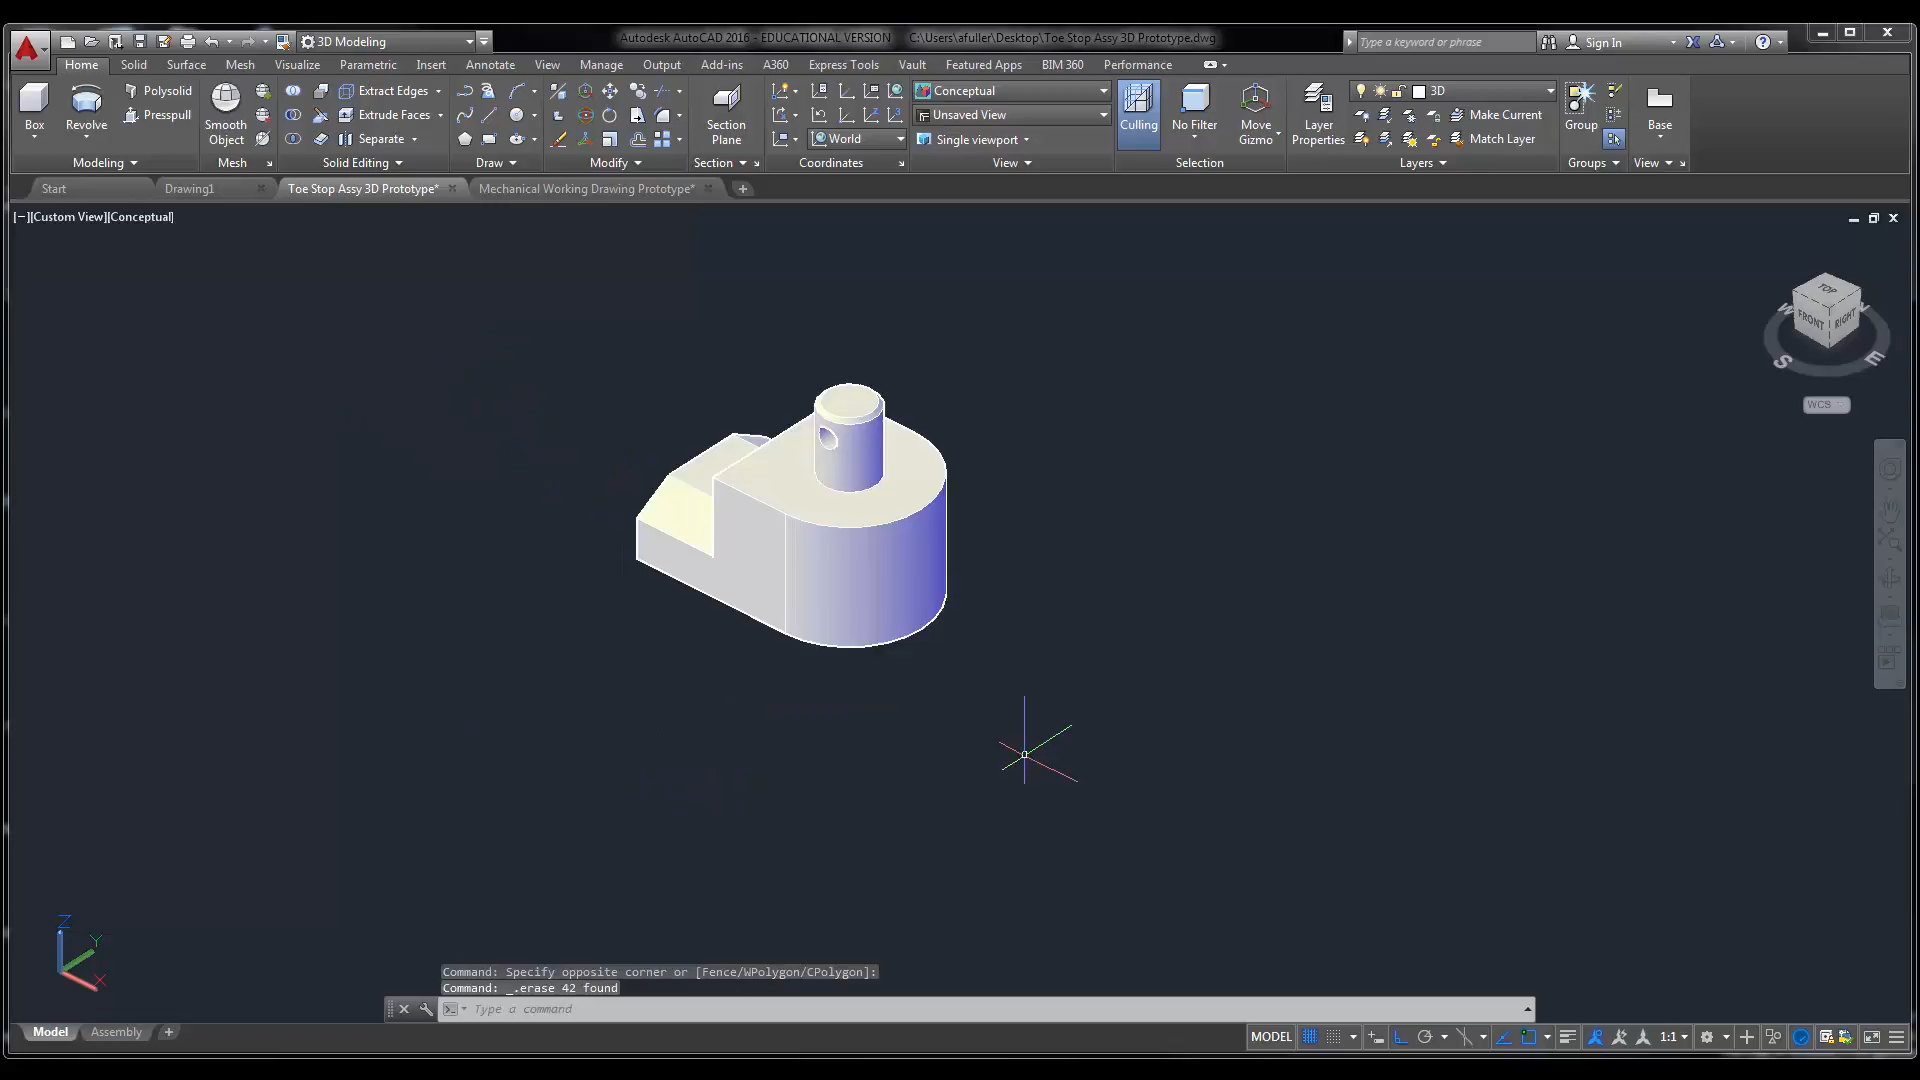 3D Modeling
Autodesk AutoCAD 2016 - EDUCATIONAL VERSION C:\Users\afuller\Desktop\Toe Stop Assy 3D Prototype.dwg
Type a keyword or phrase
Sign In
Home Solid Surface Mesh Visualize Parametric Insert Annotate View Manage Output Add-ins A360 Express Tools Vault Featured Apps BIM 360 Performance
Polysolid Extract Edges Conceptual 3D
Box Revolve Presspull Smooth Object Extrude Faces Section Plane Unsaved View Culling No Filter Move Gizmo Layer Properties Make Current Group Base
Separate World Single viewport Match Layer
Modeling Mesh Solid Editing Draw Modify Section Coordinates View Selection Layers Groups View
Start Drawing1 Toe Stop Assy 3D Prototype* Mechanical Working Drawing Prototype*
[−][Custom View][Conceptual]
TOP
FRONT RIGHT
W
S E
WCS
Z
Y
X
Command: Specify opposite corner or [Fence/WPolygon/CPolygon]:
Command: _.erase 42 found
Type a command
Model Assembly
MODEL 1:1